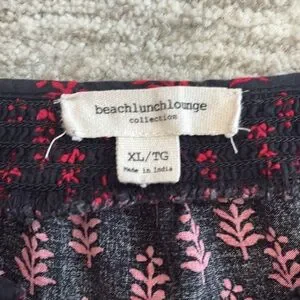 beachlunchlounge
collection
XL/TG
Made in India